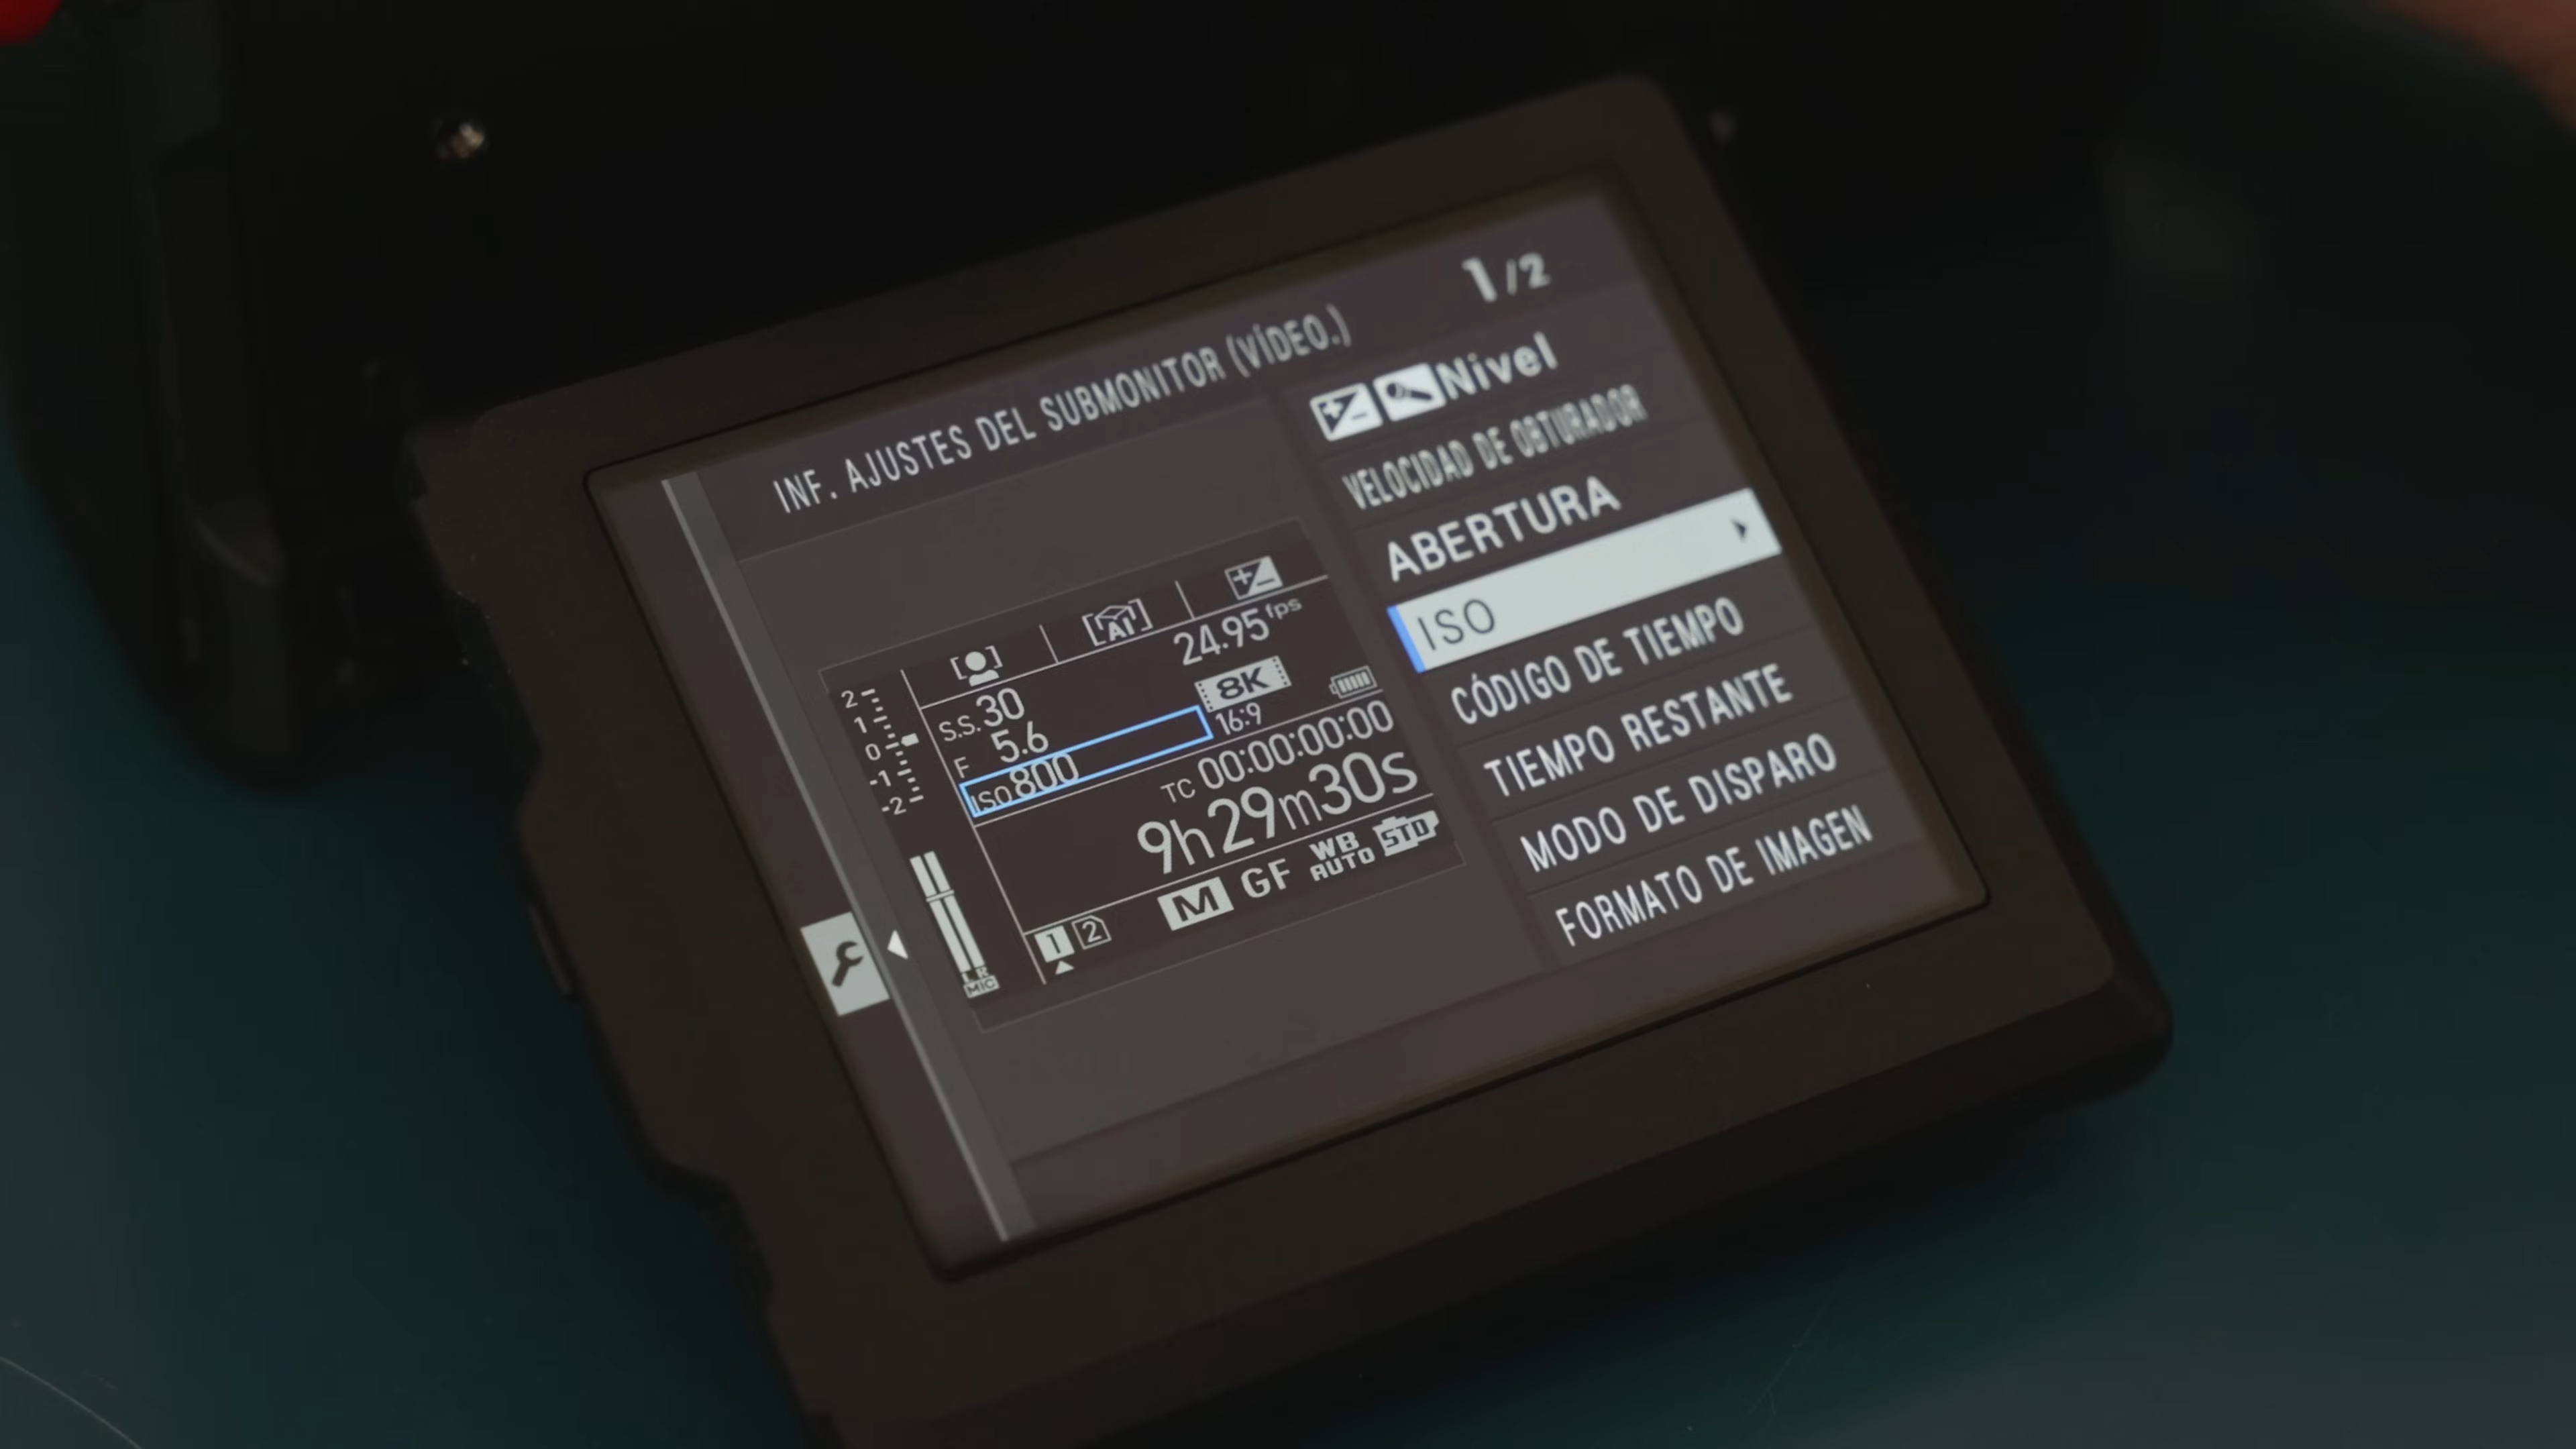 INF. AJUSTES DEL SUBMONITOR (VÍDEO.)
1/2
Nivel
VELOCIDAD DE OBTURADOR
ABERTURA
ISO
CÓDIGO DE TIEMPO
TIEMPO RESTANTE
MODO DE DISPARO
FORMATO DE IMAGEN
AI
24.95 fps
S.S. 30
F 5.6
ISO 800
8K
16:9
TC 00:00:00:00
9h29m30s
M GF WB AUTO STD
1 2
2
1
0
-1
-2
L R
MIC